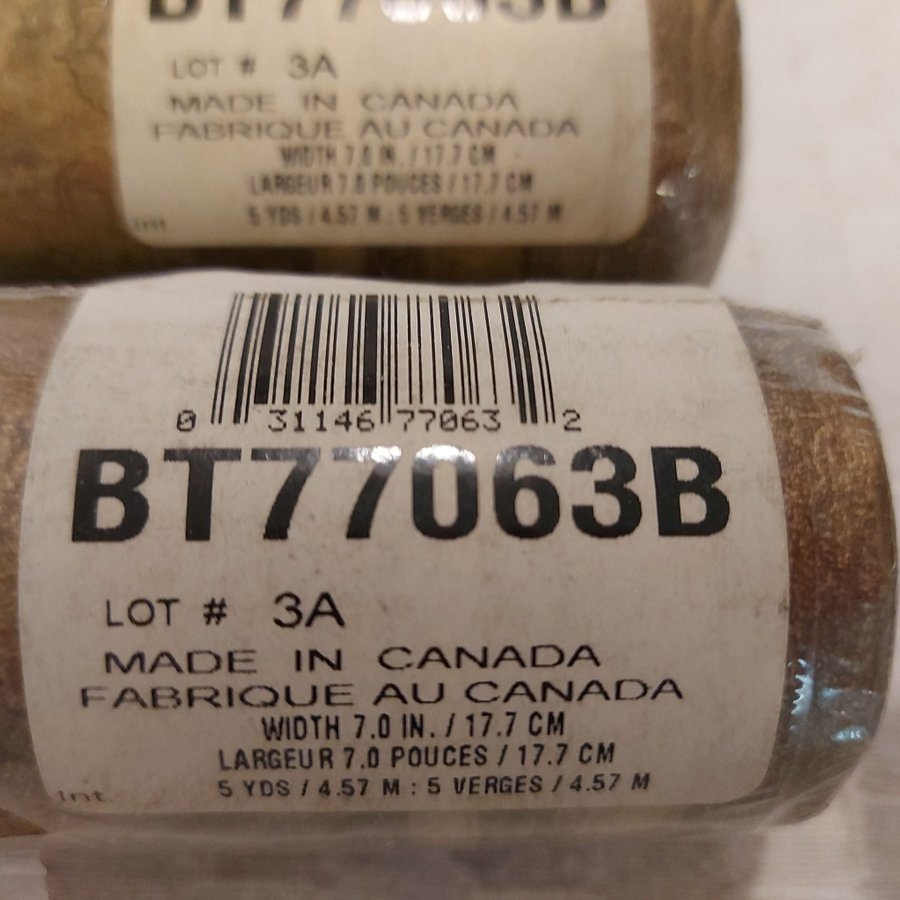 BT77063B
LOT # 3A
MADE IN CANADA
FABRIQUE AU CANADA
WIDTH 7.0 IN. / 17.7 CM
LARGEUR 7.0 POUCES / 17.7 CM
5 YDS / 4.57 M : 5 VERGES / 4.57 M
Int.
0 31146 77063 2
BT77063B
LOT # 3A
MADE IN CANADA
FABRIQUE AU CANADA
WIDTH 7.0 IN. / 17.7 CM
LARGEUR 7.0 POUCES / 17.7 CM
5 YDS / 4.57 M : 5 VERGES / 4.57 M
Int.